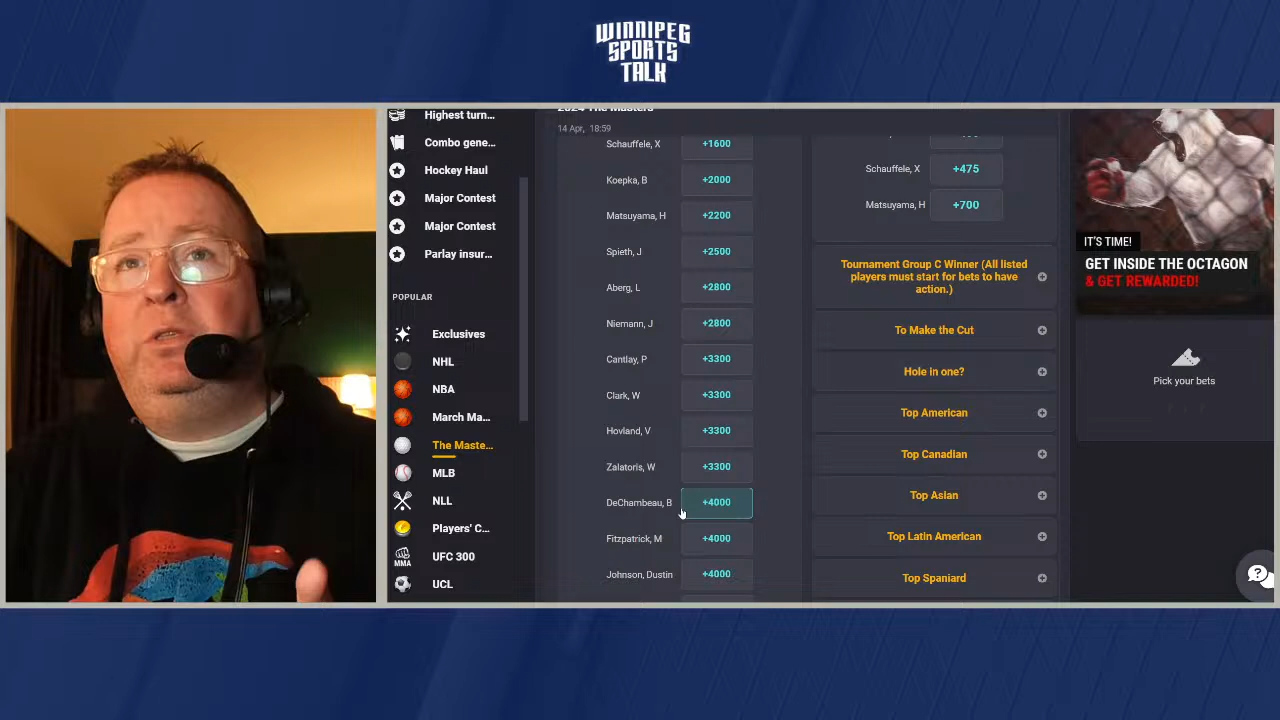 WINNIPEG
SPORTS
TALK
Highest turn...
Combo gene...
Hockey Haul
Major Contest
Major Contest
Parlay insur...
POPULAR
Exclusives
NHL
NBA
March Ma...
The Maste...
MLB
NLL
Players' C...
MMA
UFC 300
UCL
2024 The Masters
14 Apr, 18:59
Schauffele, X +1600
Koepka, B +2000
Matsuyama, H +2200
Spieth, J +2500
Aberg, L +2800
Niemann, J +2800
Cantlay, P +3300
Clark, W +3300
Hovland, V +3300
Zalatoris, W +3300
DeChambeau, B +4000
Fitzpatrick, M +4000
Johnson, Dustin +4000
Schauffele, X +475
Matsuyama, H +700
Tournament Group C Winner (All listed
players must start for bets to have
action.)
To Make the Cut
Hole in one?
Top American
Top Canadian
Top Asian
Top Latin American
Top Spaniard
IT'S TIME!
GET INSIDE THE OCTAGON
& GET REWARDED!
Pick your bets